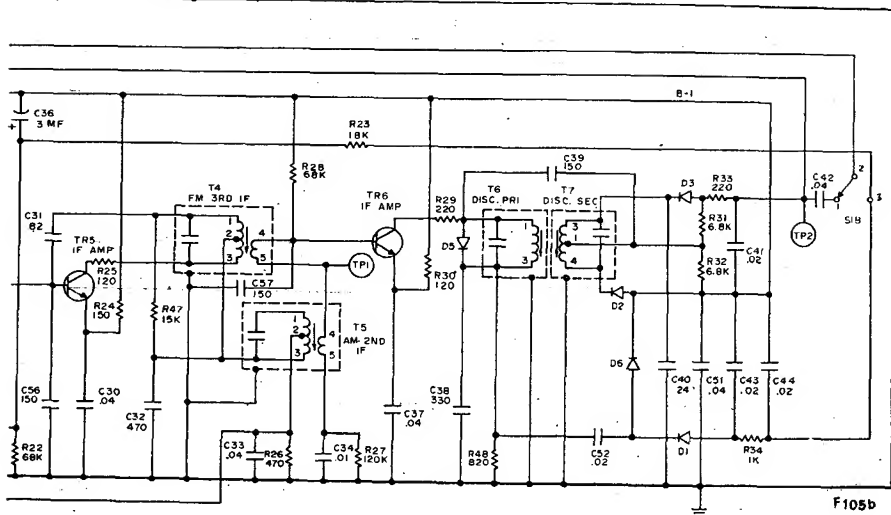 C36
3 MF
+
R23
18K
B-1
R28
68K
C39
150
T4
FM 3RD IF
T6
DISC. PRI
T7
DISC. SEC
D3
R33
220
C42
.04
2
1
3
S1B
C31
82
TR5
IF AMP
R25
120
R24
150
1
2
3
4
5
TR6
IF AMP
R29
220
D5
1
3
3
1
4
R31
6.8K
R32
6.8K
C41
.02
TP2
TP1
C57
150
R30
120
R47
15K
T5
AM-2ND
IF
1
2
3
4
5
D2
D6
C56
150
C30
.04
C32
470
C37
.04
C38
330
C40
24
C51
.04
C43
.02
C44
.02
R22
68K
C33
.04
R26
470
C34
.01
R27
120K
R48
820
C52
.02
D1
R34
1K
F105b